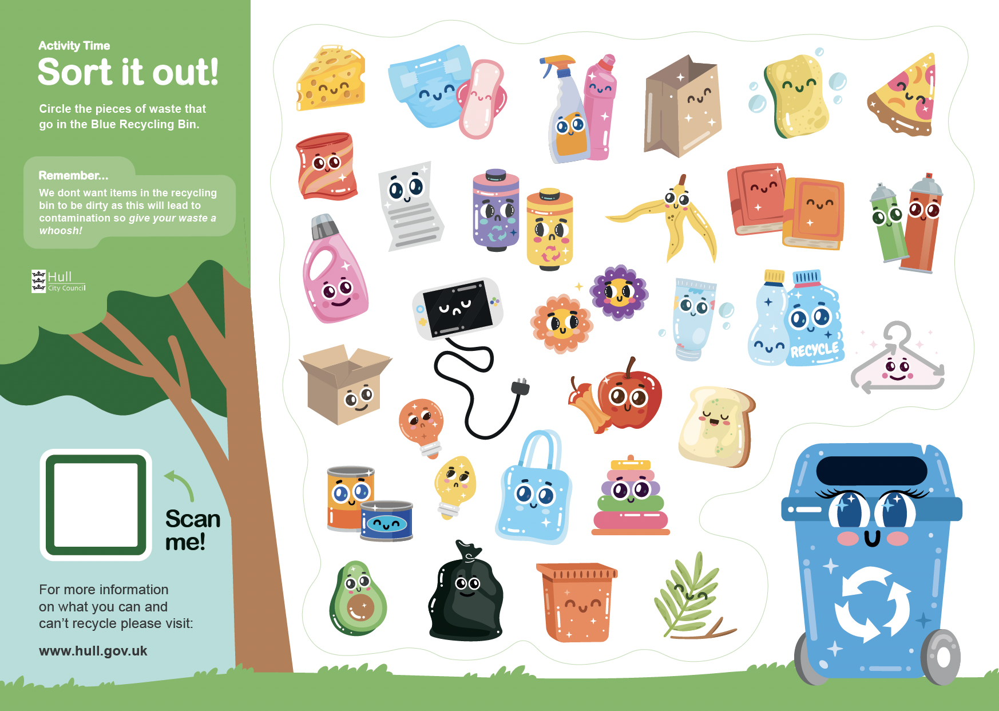 Activity Time
Sort it out!
Circle the pieces of waste that
go in the Blue Recycling Bin.
Remember...
We dont want items in the recycling
bin to be dirty as this will lead to
contamination so give your waste a
whoosh!
Hull
City Council
Scan
me!
For more information
on what you can and
can't recycle please visit:
www.hull.gov.uk
RECYCLE